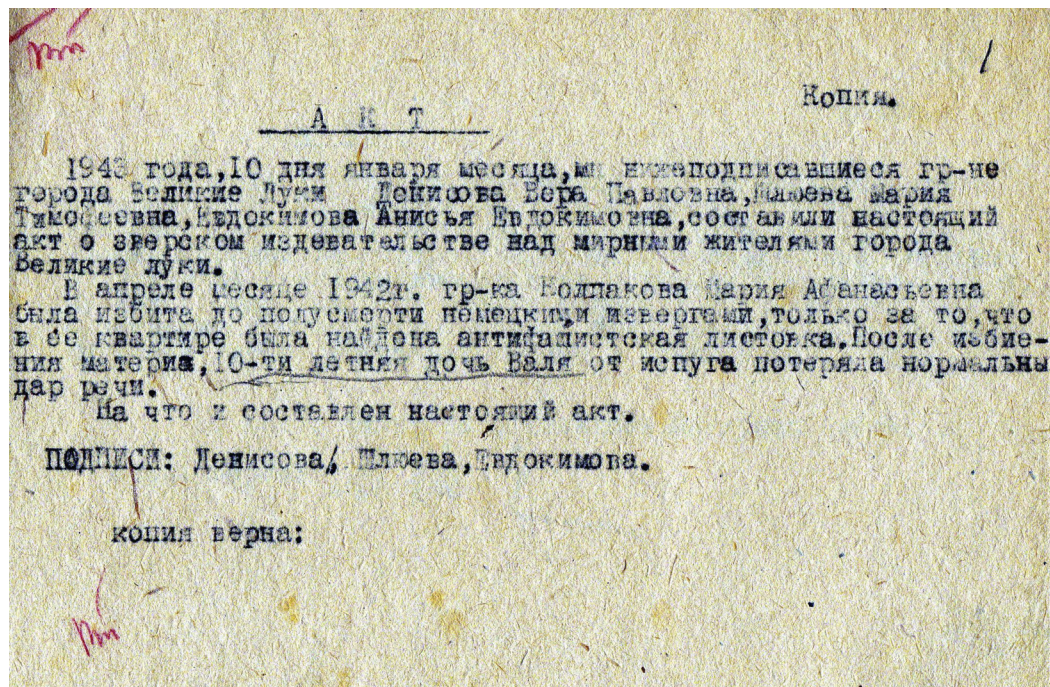 1
Копия.
А К Т
1943 года,10 дня января месяца,мы нижеподписавшиеся гр-не
города Великие Луки Денисова Вера Павловна,Шлюева Мария
Тимофеевна,Евдокимова Анисья Евдокимовна,составили настоящий
акт о зверском издевательстве над мирными жителями города
Великие луки.
В апреле месяце 1942г. гр-ка Колпакова Мария Афанасьевна
была избита до полусмерти немецкими извергами,только за то,что
в ее квартире была найдена антифашистская листовка.После избие-
ния материа,10-ти летняя дочь Валя от испуга потеряла нормальны
дар речи.
На что и составлен настоящий акт.
ПОДПИСИ: Денисова, Шлюева,Евдокимова.
копия верна: